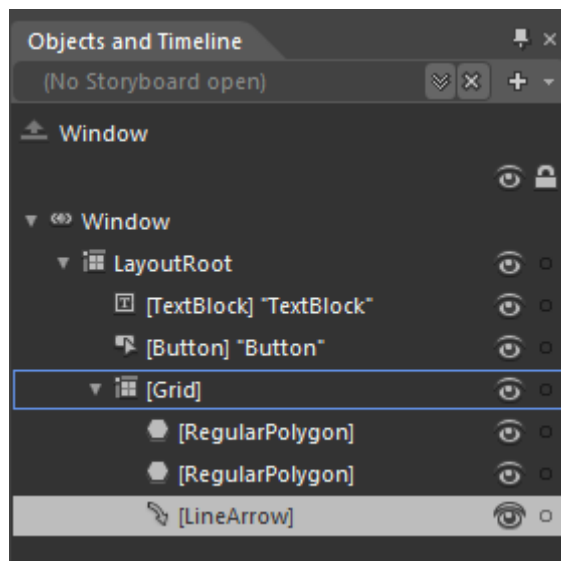 Objects and Timeline
(No Storyboard open)
Window
Window
LayoutRoot
[TextBlock] "TextBlock"
[Button] "Button"
[Grid]
[RegularPolygon]
[RegularPolygon]
[LineArrow]